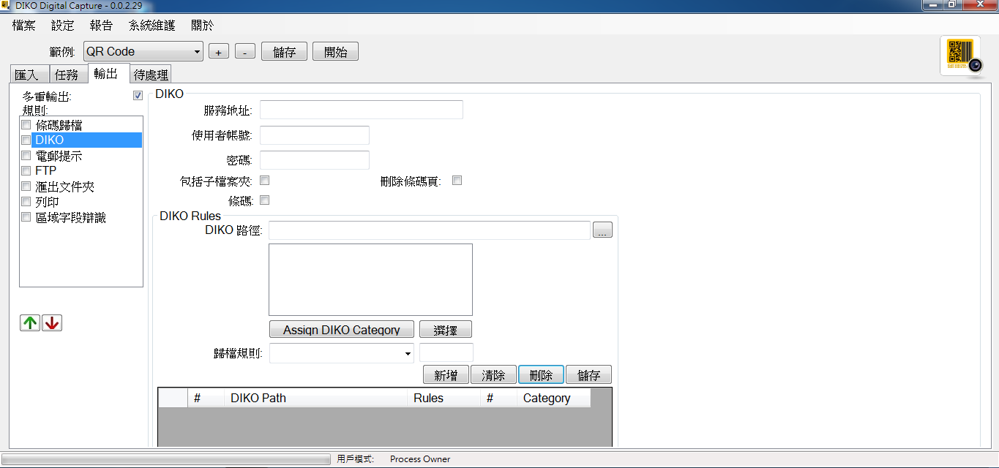 DIKO Digital Capture - 0.0.2.29
檔案 設定 報告 系統維護 關於
範例: QR Code + - 儲存 開始
匯入 任務 輸出 待處理
多重輸出:
規則:
條碼歸檔
DIKO
電郵提示
FTP
滙出文件夾
列印
區域字段辯識
DIKO
服務地址:
使用者帳號:
密碼:
包括子檔案夾: 刪除條碼頁:
條碼:
DIKO Rules
DIKO 路徑: ...
Assign DIKO Category 選擇
歸檔規則:
新增 清除 刪除 儲存
# DIKO Path Rules # Category
用戶模式: Process Owner